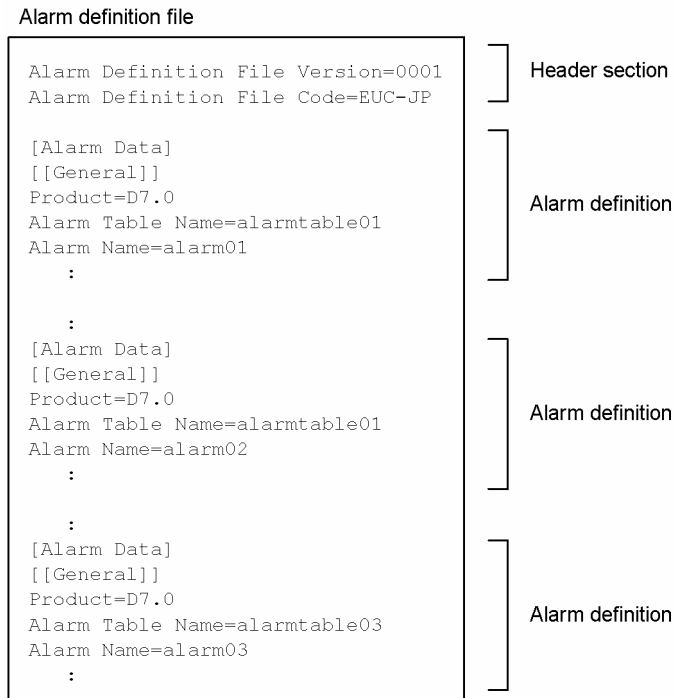 Alarm definition file
Alarm Definition File Version=0001
Header section
Alarm Definition File Code=EUC-JP
[Alarm Data]
[[General]]
Product=D7.0
Alarm definition
Alarm Table Name=alarmtable01
Alarm Name=alarm01
:
:
[Alarm Data]
[[General]]
Product=D7.0
Alarm definition
Alarm Table Name=alarmtable01
Alarm Name=alarm02
:
:
[Alarm Data]
[[General]]
Product=D7.0
Alarm definition
Alarm Table Name=alarmtable03
Alarm Name=alarm03
: